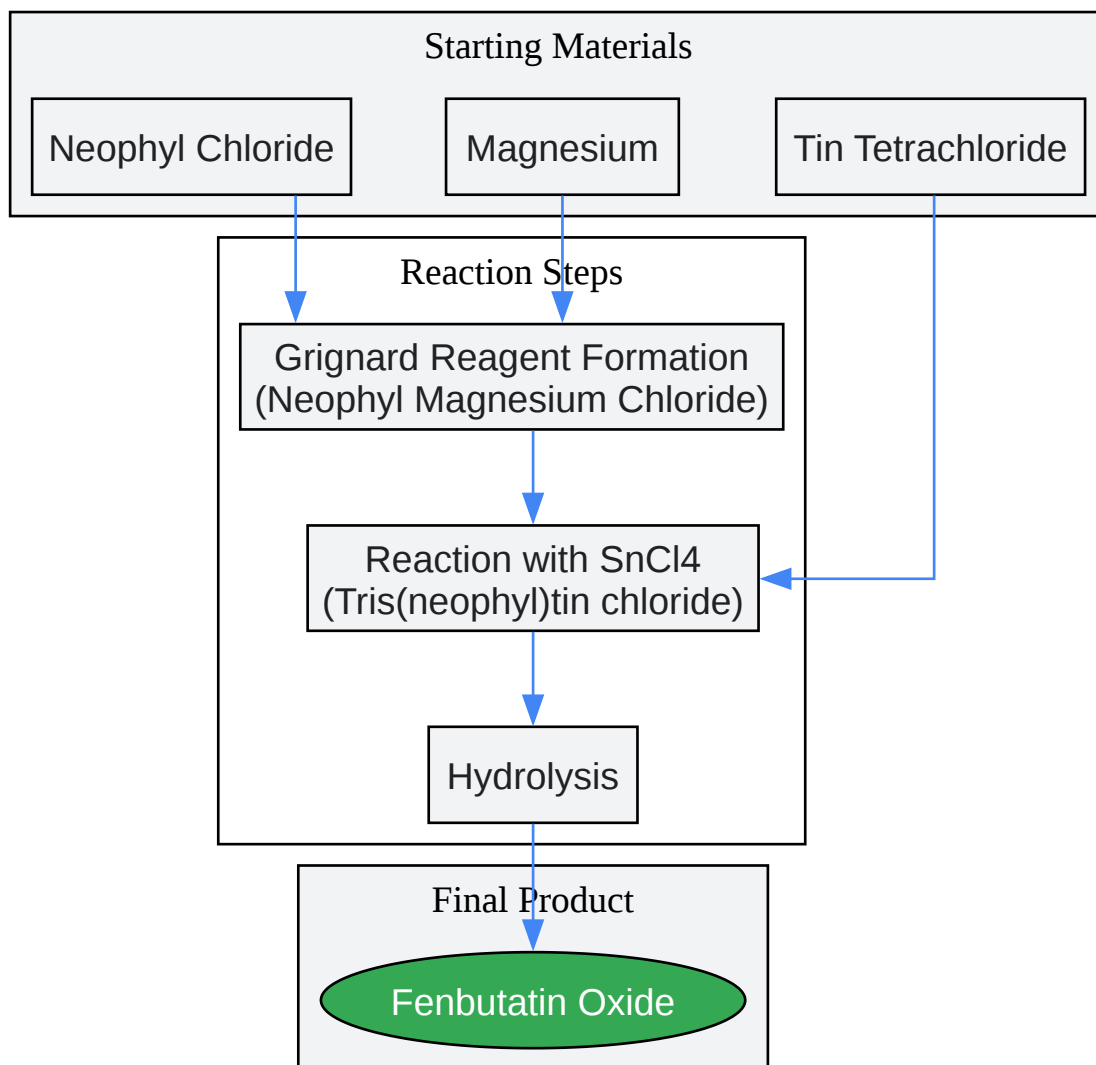 Starting Materials
Neophyl Chloride
Magnesium
Tin Tetrachloride
Reaction Steps
Grignard Reagent Formation
(Neophyl Magnesium Chloride)
Reaction with SnCl4
(Tris(neophyl)tin chloride)
Hydrolysis
Final Product
Fenbutatin Oxide